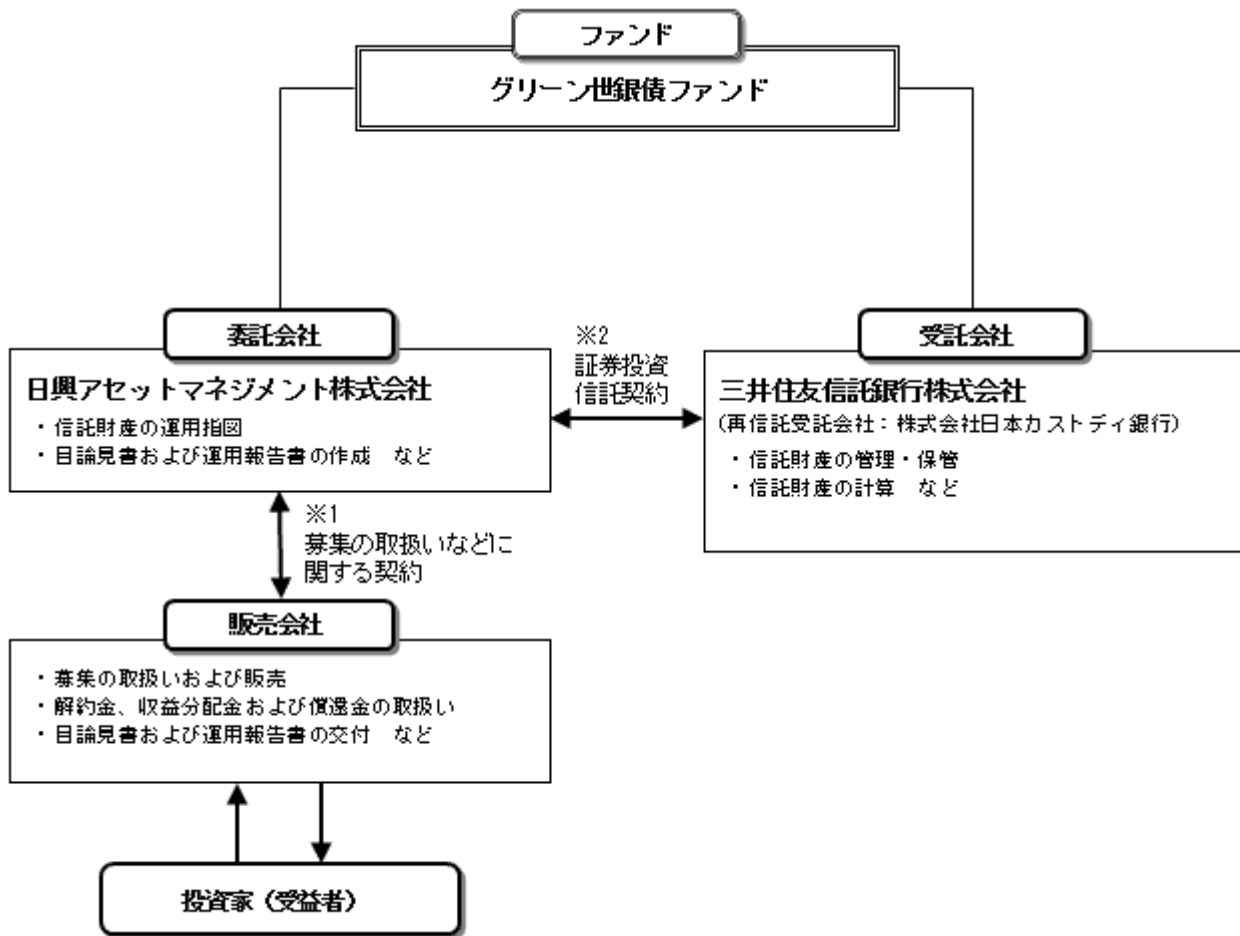 ファンド
グリーン世銀債ファンド
委託会社
日興アセットマネジメント株式会社
・信託財産の運用指図
・目論見書および運用報告書の作成　など
※2
証券投資
信託契約
受託会社
三井住友信託銀行株式会社
(再信託受託会社：株式会社日本カストディ銀行)
・信託財産の管理・保管
・信託財産の計算　など
※1
募集の取扱いなどに
関する契約
販売会社
・募集の取扱いおよび販売
・解約金、収益分配金および償還金の取扱い
・目論見書および運用報告書の交付　など
投資家（受益者）